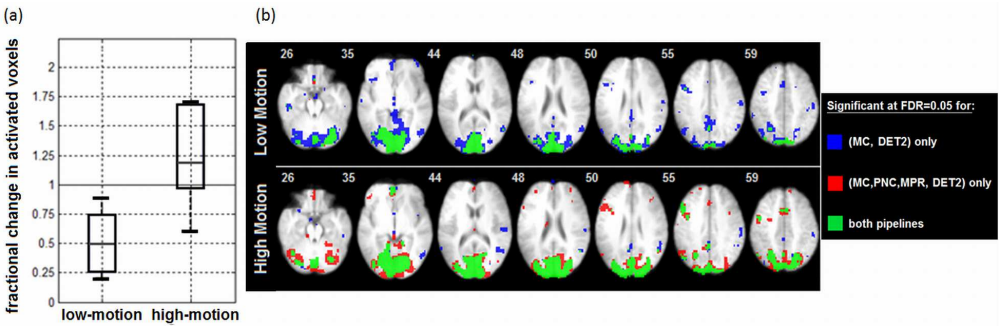 (a)
fractional change in activated voxels
2
1.75
1.5
1.25
1
0.75
0.5
0.25
0
low-motion high-motion
(b)
Low Motion
26 35 44 48 50 55 59
High Motion
26 35 44 48 50 55 59
Significant at FDR=0.05 for:
(MC, DET2) only
(MC,PNC,MPR, DET2) only
both pipelines